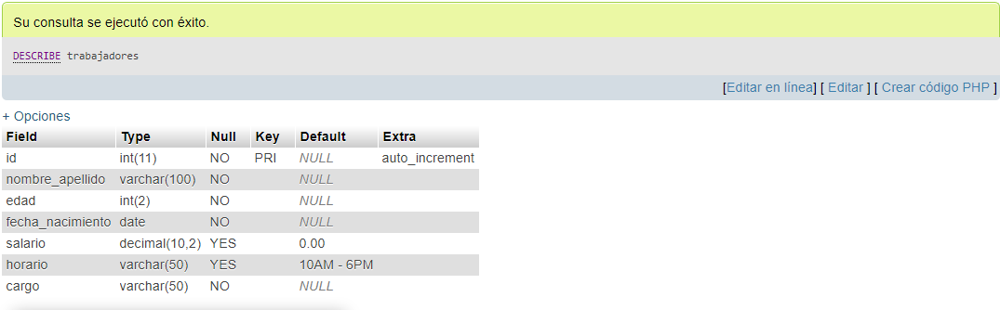 Su consulta se ejecutó con éxito.
DESCRIBE trabajadores
[Editar en línea] [ Editar ] [ Crear código PHP ]
+ Opciones
Field Type Null Key Default Extra
id int(11) NO PRI NULL auto_increment
nombre_apellido varchar(100) NO NULL
edad int(2) NO NULL
fecha_nacimiento date NO NULL
salario decimal(10,2) YES 0.00
horario varchar(50) YES 10AM - 6PM
cargo varchar(50) NO NULL